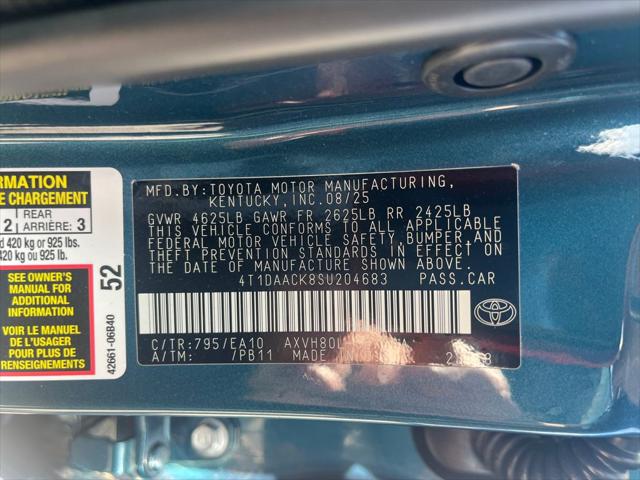 RMATION
E CHARGEMENT
2 REAR ARRIÈRE: 3
d 420 kg or 925 lbs.
420 kg ou 925 lb.
SEE OWNER'S
MANUAL FOR
ADDITIONAL
INFORMATION
VOIR LE MANUEL
DE L'USAGER
POUR PLUS DE
RENSEIGNEMENTS
52
42661-06B40
MFD.BY:TOYOTA MOTOR MANUFACTURING,
KENTUCKY,INC.08/25
GVWR 4625LB GAWR FR 2625LB RR 2425LB
THIS VEHICLE CONFORMS TO ALL APPLICABLE
FEDERAL MOTOR VEHICLE SAFETY,BUMPER,AND
THEFT PREVENTION STANDARDS IN EFFECT ON
THE DATE OF MANUFACTURE SHOWN ABOVE.
4T1DAACK8SU204683 PASS.CAR
C/TR:795/EA10 AXVH80L
A/TM: /PB11 MADE
TOYOTA